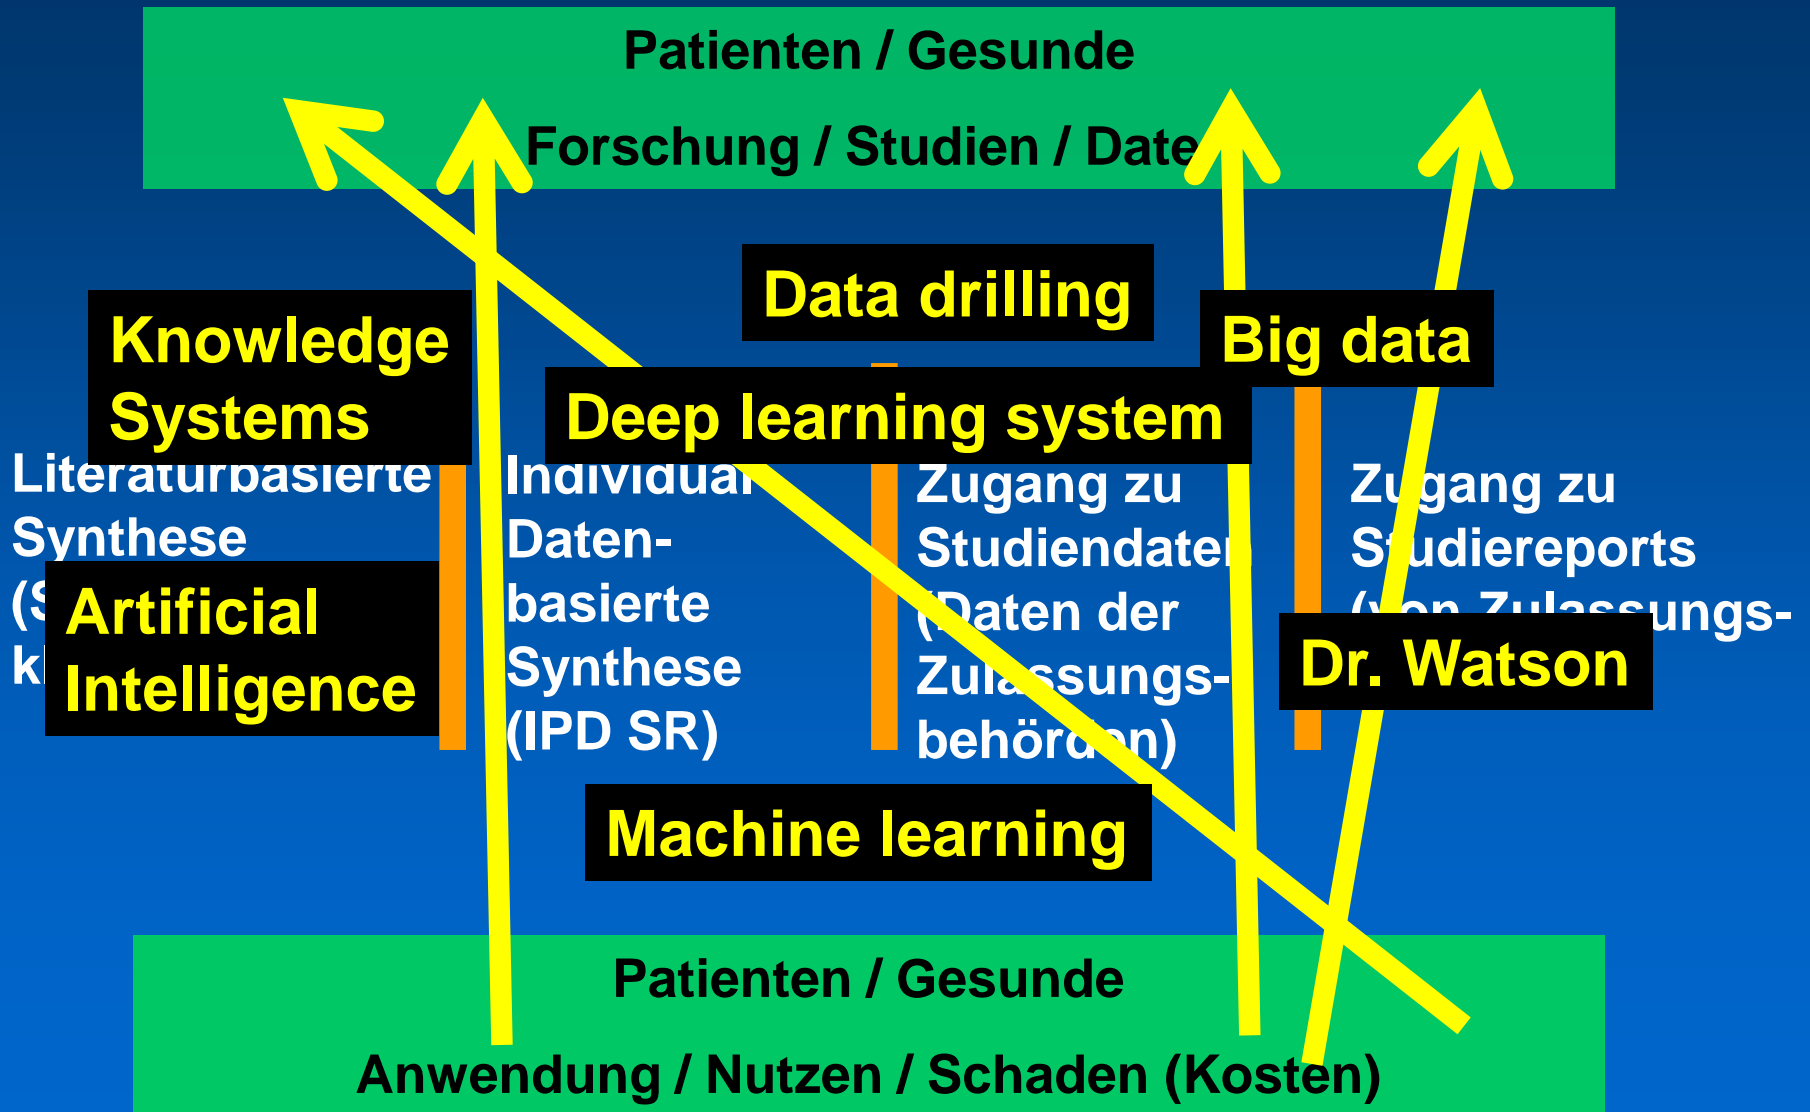 Patienten / Gesunde
Forschung / Studien / Date
Data drilling
Knowledge
Systems
Big data
Deep learning system
Literaturbasierte
Synthese
Artificial
Intelligence
Individual
Daten-
basierte
Synthese
(IPD SR)
Zugang zu
Studiendaten
(Daten der
Zulassungs-
behörden)
Zugang zu
Studiereports
(von Zulassungs-
Dr. Watson
Machine learning
Patienten / Gesunde
Anwendung / Nutzen / Schaden (Kosten)